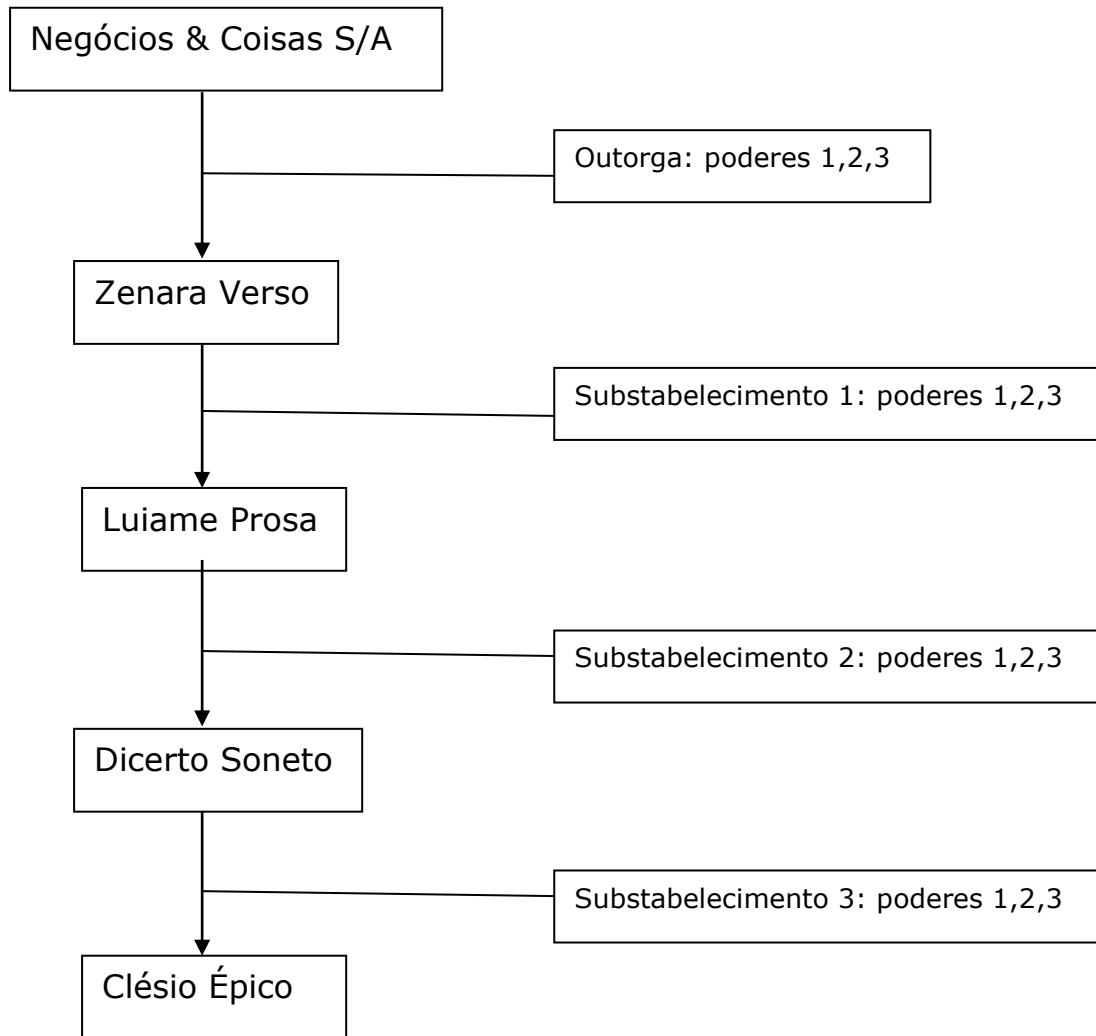 Negócios & Coisas S/A
Outorga: poderes 1,2,3
Zenara Verso
Substabelecimento 1: poderes 1,2,3
Luiame Prosa
Substabelecimento 2: poderes 1,2,3
Dicerto Soneto
Substabelecimento 3: poderes 1,2,3
Clésio Épico